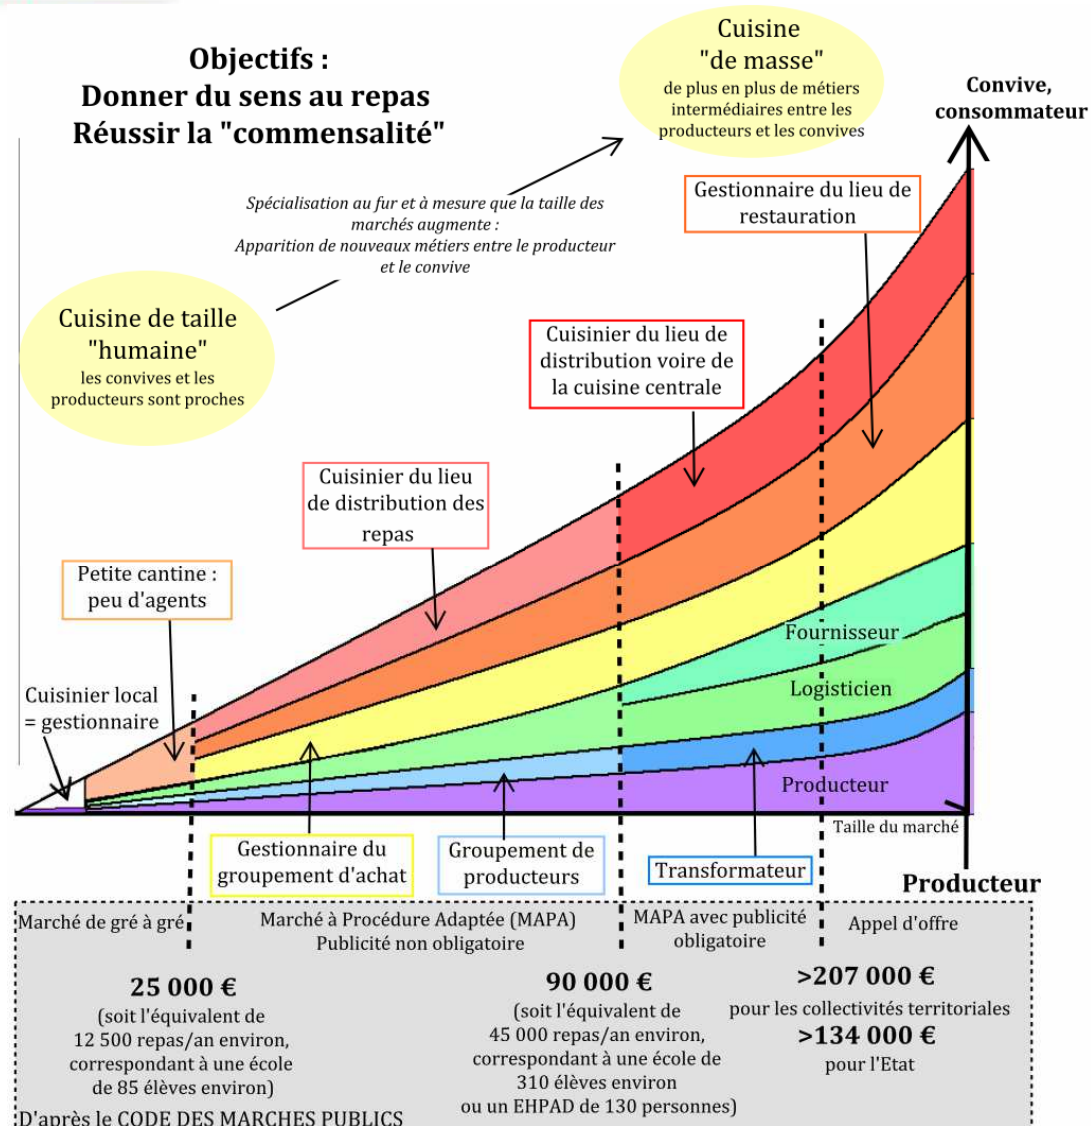 Objectifs :
Donner du sens au repas
Réussir la "commensalité"
Cuisine
"de masse"
de plus en plus de métiers
intermédiaires entre les
producteurs et les convives
Convive,
consommateur
Spécialisation au fur et à mesure que la taille des
marchés augmente :
Apparition de nouveaux métiers entre le producteur
et le convive
Gestionnaire du lieu de
restauration
Cuisine de taille
"humaine"
les convives et les
producteurs sont proches
Cuisinier du lieu de
distribution voire de
la cuisine centrale
Cuisinier du lieu
de distribution des
repas
Petite cantine :
peu d'agents
Cuisinier local
= gestionnaire
Fournisseur
Logisticien
Producteur
Taille du marché
Gestionnaire du
groupement d'achat
Groupement de
producteurs
Transformateur
Producteur
Marché de gré à gré
Marché à Procédure Adaptée (MAPA)
Publicité non obligatoire
MAPA avec publicité
obligatoire
Appel d'offre
25 000 €
(soit l'équivalent de
12 500 repas/an environ,
correspondant à une école
de 85 élèves environ)
90 000 €
(soit l'équivalent de
45 000 repas/an environ,
correspondant à une école de
310 élèves environ
ou un EHPAD de 130 personnes)
>207 000 €
pour les collectivités territoriales
>134 000 €
pour l'Etat
D'après le CODE DES MARCHES PUBLICS